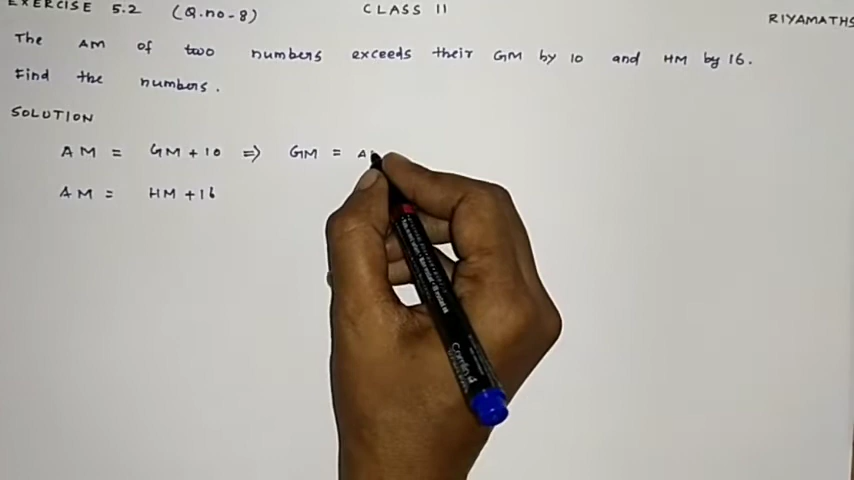 EXERCISE 5.2 (Q.no-8) CLASS 11 RIYAMATHS
The AM of two numbers exceeds their GM by 10 and HM by 16.
Find the numbers.
SOLUTION
AM = GM + 10 => GM = A
AM = HM + 16